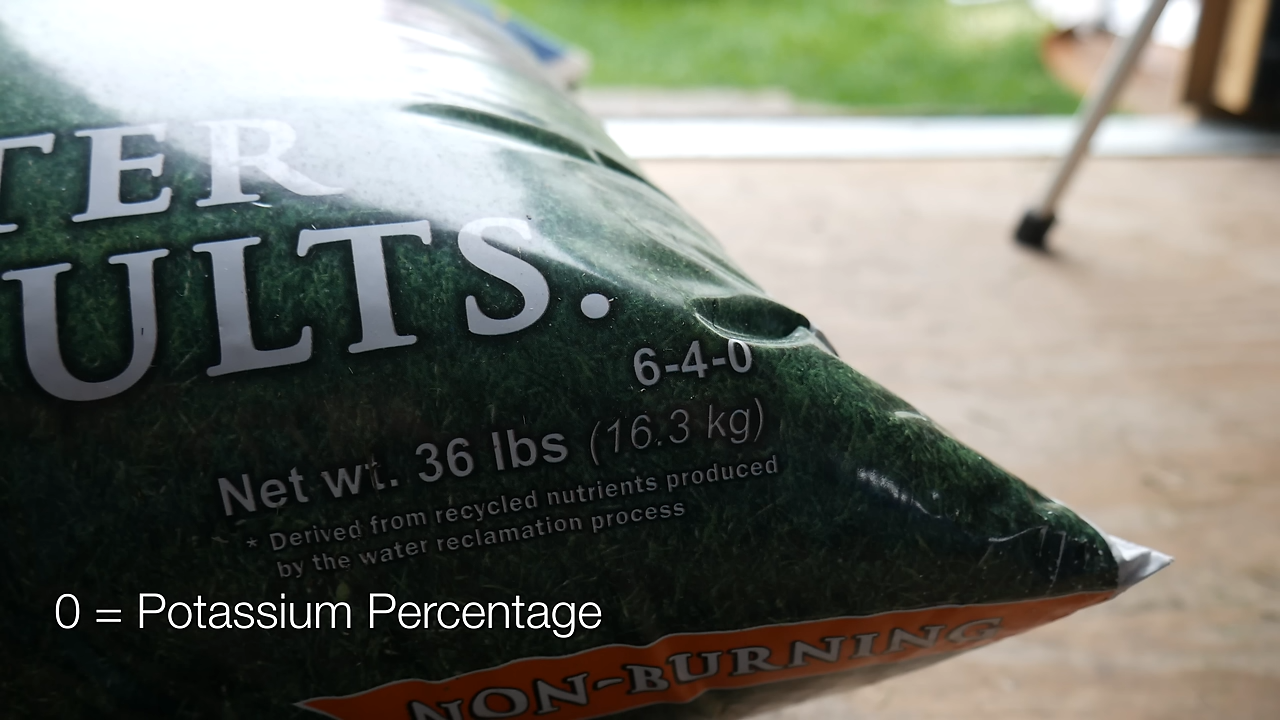 TER
ULTS.
6-4-0
Net wt. 36 lbs (16.3 kg)
* Derived from recycled nutrients produced
by the water reclamation process
0 = Potassium Percentage
NON-BURNING